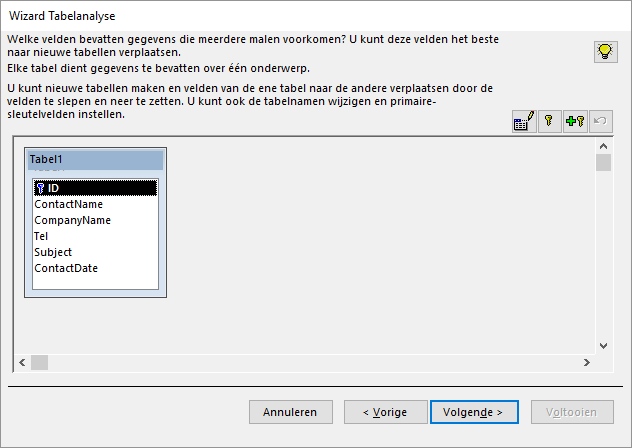 Wizard Tabelanalyse
Welke velden bevatten gegevens die meerdere malen voorkomen? U kunt deze velden het beste
naar nieuwe tabellen verplaatsen.
Elke tabel dient gegevens te bevatten over één onderwerp.
U kunt nieuwe tabellen maken en velden van de ene tabel naar de andere verplaatsen door de
velden te slepen en neer te zetten. U kunt ook de tabelnamen wijzigen en primaire-
sleutelvelden instellen.
Tabel1
ID
ContactName
CompanyName
Tel
Subject
ContactDate
Annuleren
< Vorige
Volgende >
Voltooien